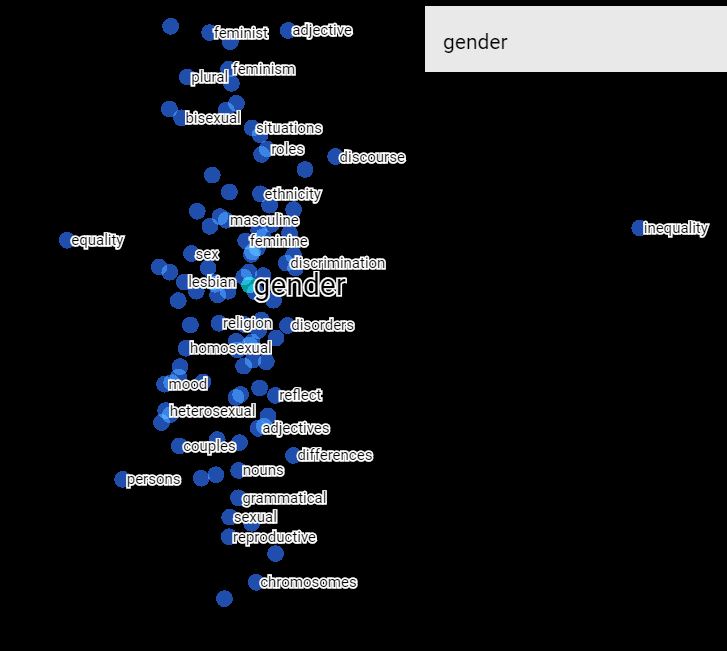 gender
feminist
adjective
feminism
plural
bisexual
situations
roles
discourse
ethnicity
masculine
inequality
equality
feminine
sex
discrimination
lesbian
gender
religion
disorders
homosexual
mood
reflect
heterosexual
adjectives
couples
differences
nouns
persons
grammatical
sexual
reproductive
chromosomes